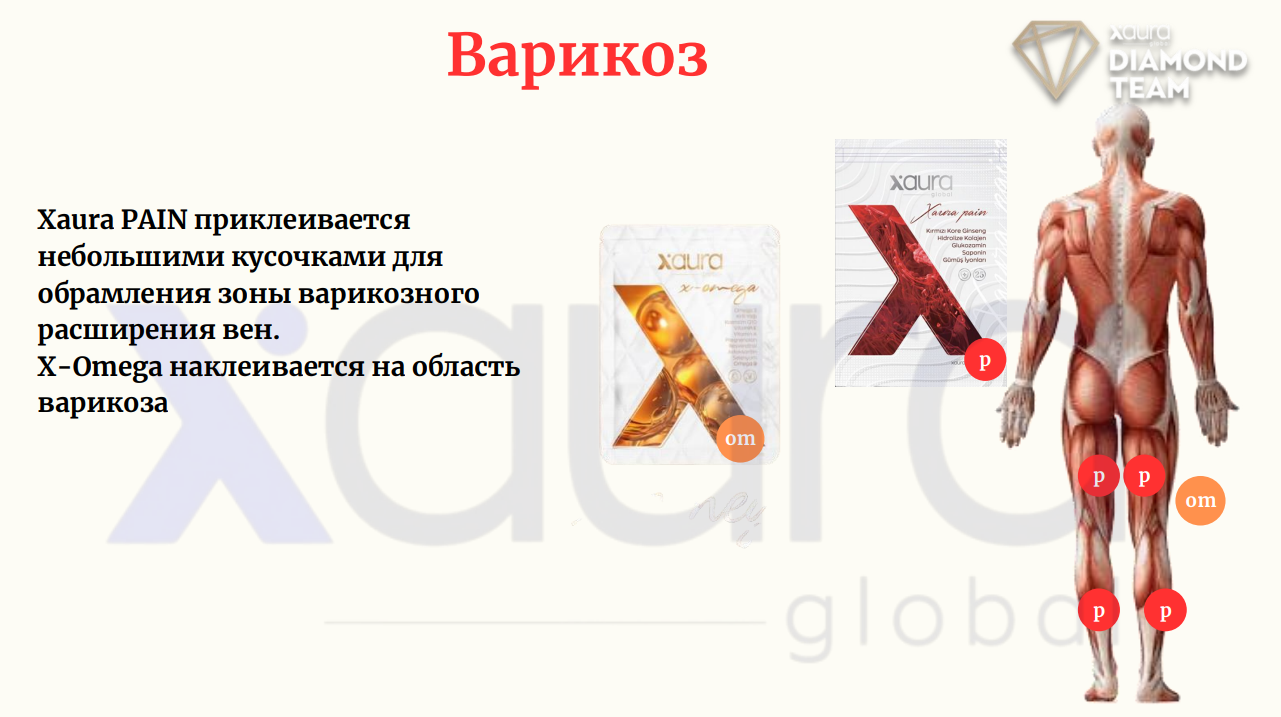 Варикоз
xaura
global
DIAMOND
TEAM
Xaura PAIN приклеивается
небольшими кусочками для
обрамления зоны варикозного
расширения вен.
X-Omega наклеивается на область
варикоза
xaura
x-omega
om
xaura
global
Xaura pain
Kırmızı Kore Ginseng
Hidrolize Kolajen
Glukozamin
Saponin
Gümüş İyonları
p
p
p
om
p
p
xaura
global